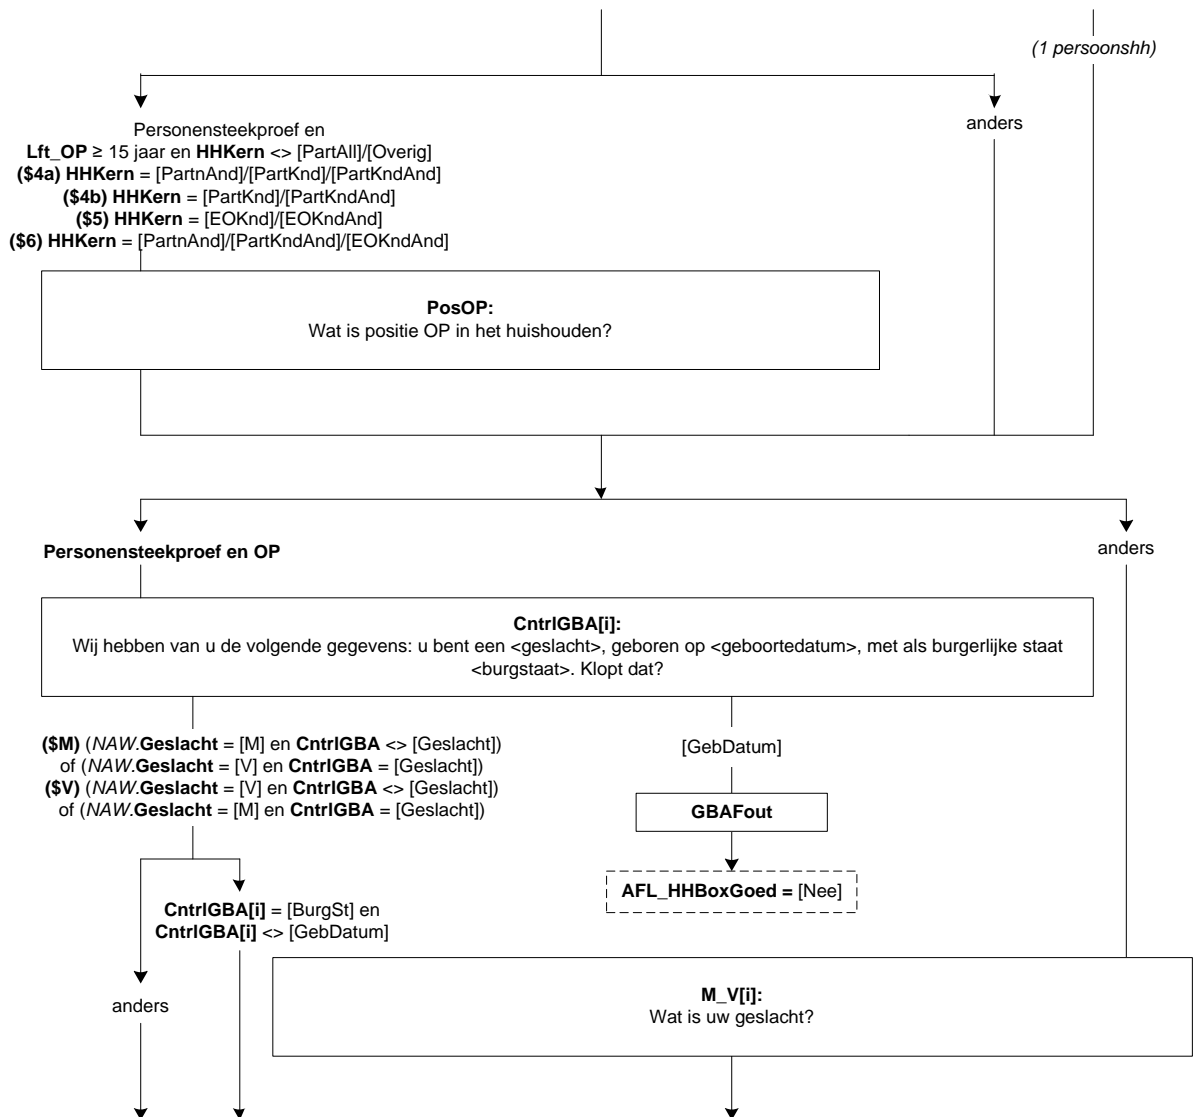 (1 persoonshh)
Personensteekproef en
Lft_OP ≥ 15 jaar en HHKern <> [PartAll]/[Overig]
($4a) HHKern = [PartnAnd]/[PartKnd]/[PartKndAnd]
($4b) HHKern = [PartKnd]/[PartKndAnd]
($5) HHKern = [EOKnd]/[EOKndAnd]
($6) HHKern = [PartnAnd]/[PartKndAnd]/[EOKndAnd]
anders
PosOP:
Wat is positie OP in het huishouden?
Personensteekproef en OP
anders
CntrlGBA[i]:
Wij hebben van u de volgende gegevens: u bent een <geslacht>, geboren op <geboortedatum>, met als burgerlijke staat
<burgstaat>. Klopt dat?
($M) (NAW.Geslacht = [M] en CntrlGBA <> [Geslacht])
of (NAW.Geslacht = [V] en CntrlGBA = [Geslacht])
($V) (NAW.Geslacht = [V] en CntrlGBA <> [Geslacht])
of (NAW.Geslacht = [M] en CntrlGBA = [Geslacht])
[GebDatum]
GBAFout
AFL_HHBoxGoed = [Nee]
CntrlGBA[i] = [BurgSt] en
CntrlGBA[i] <> [GebDatum]
anders
M_V[i]:
Wat is uw geslacht?